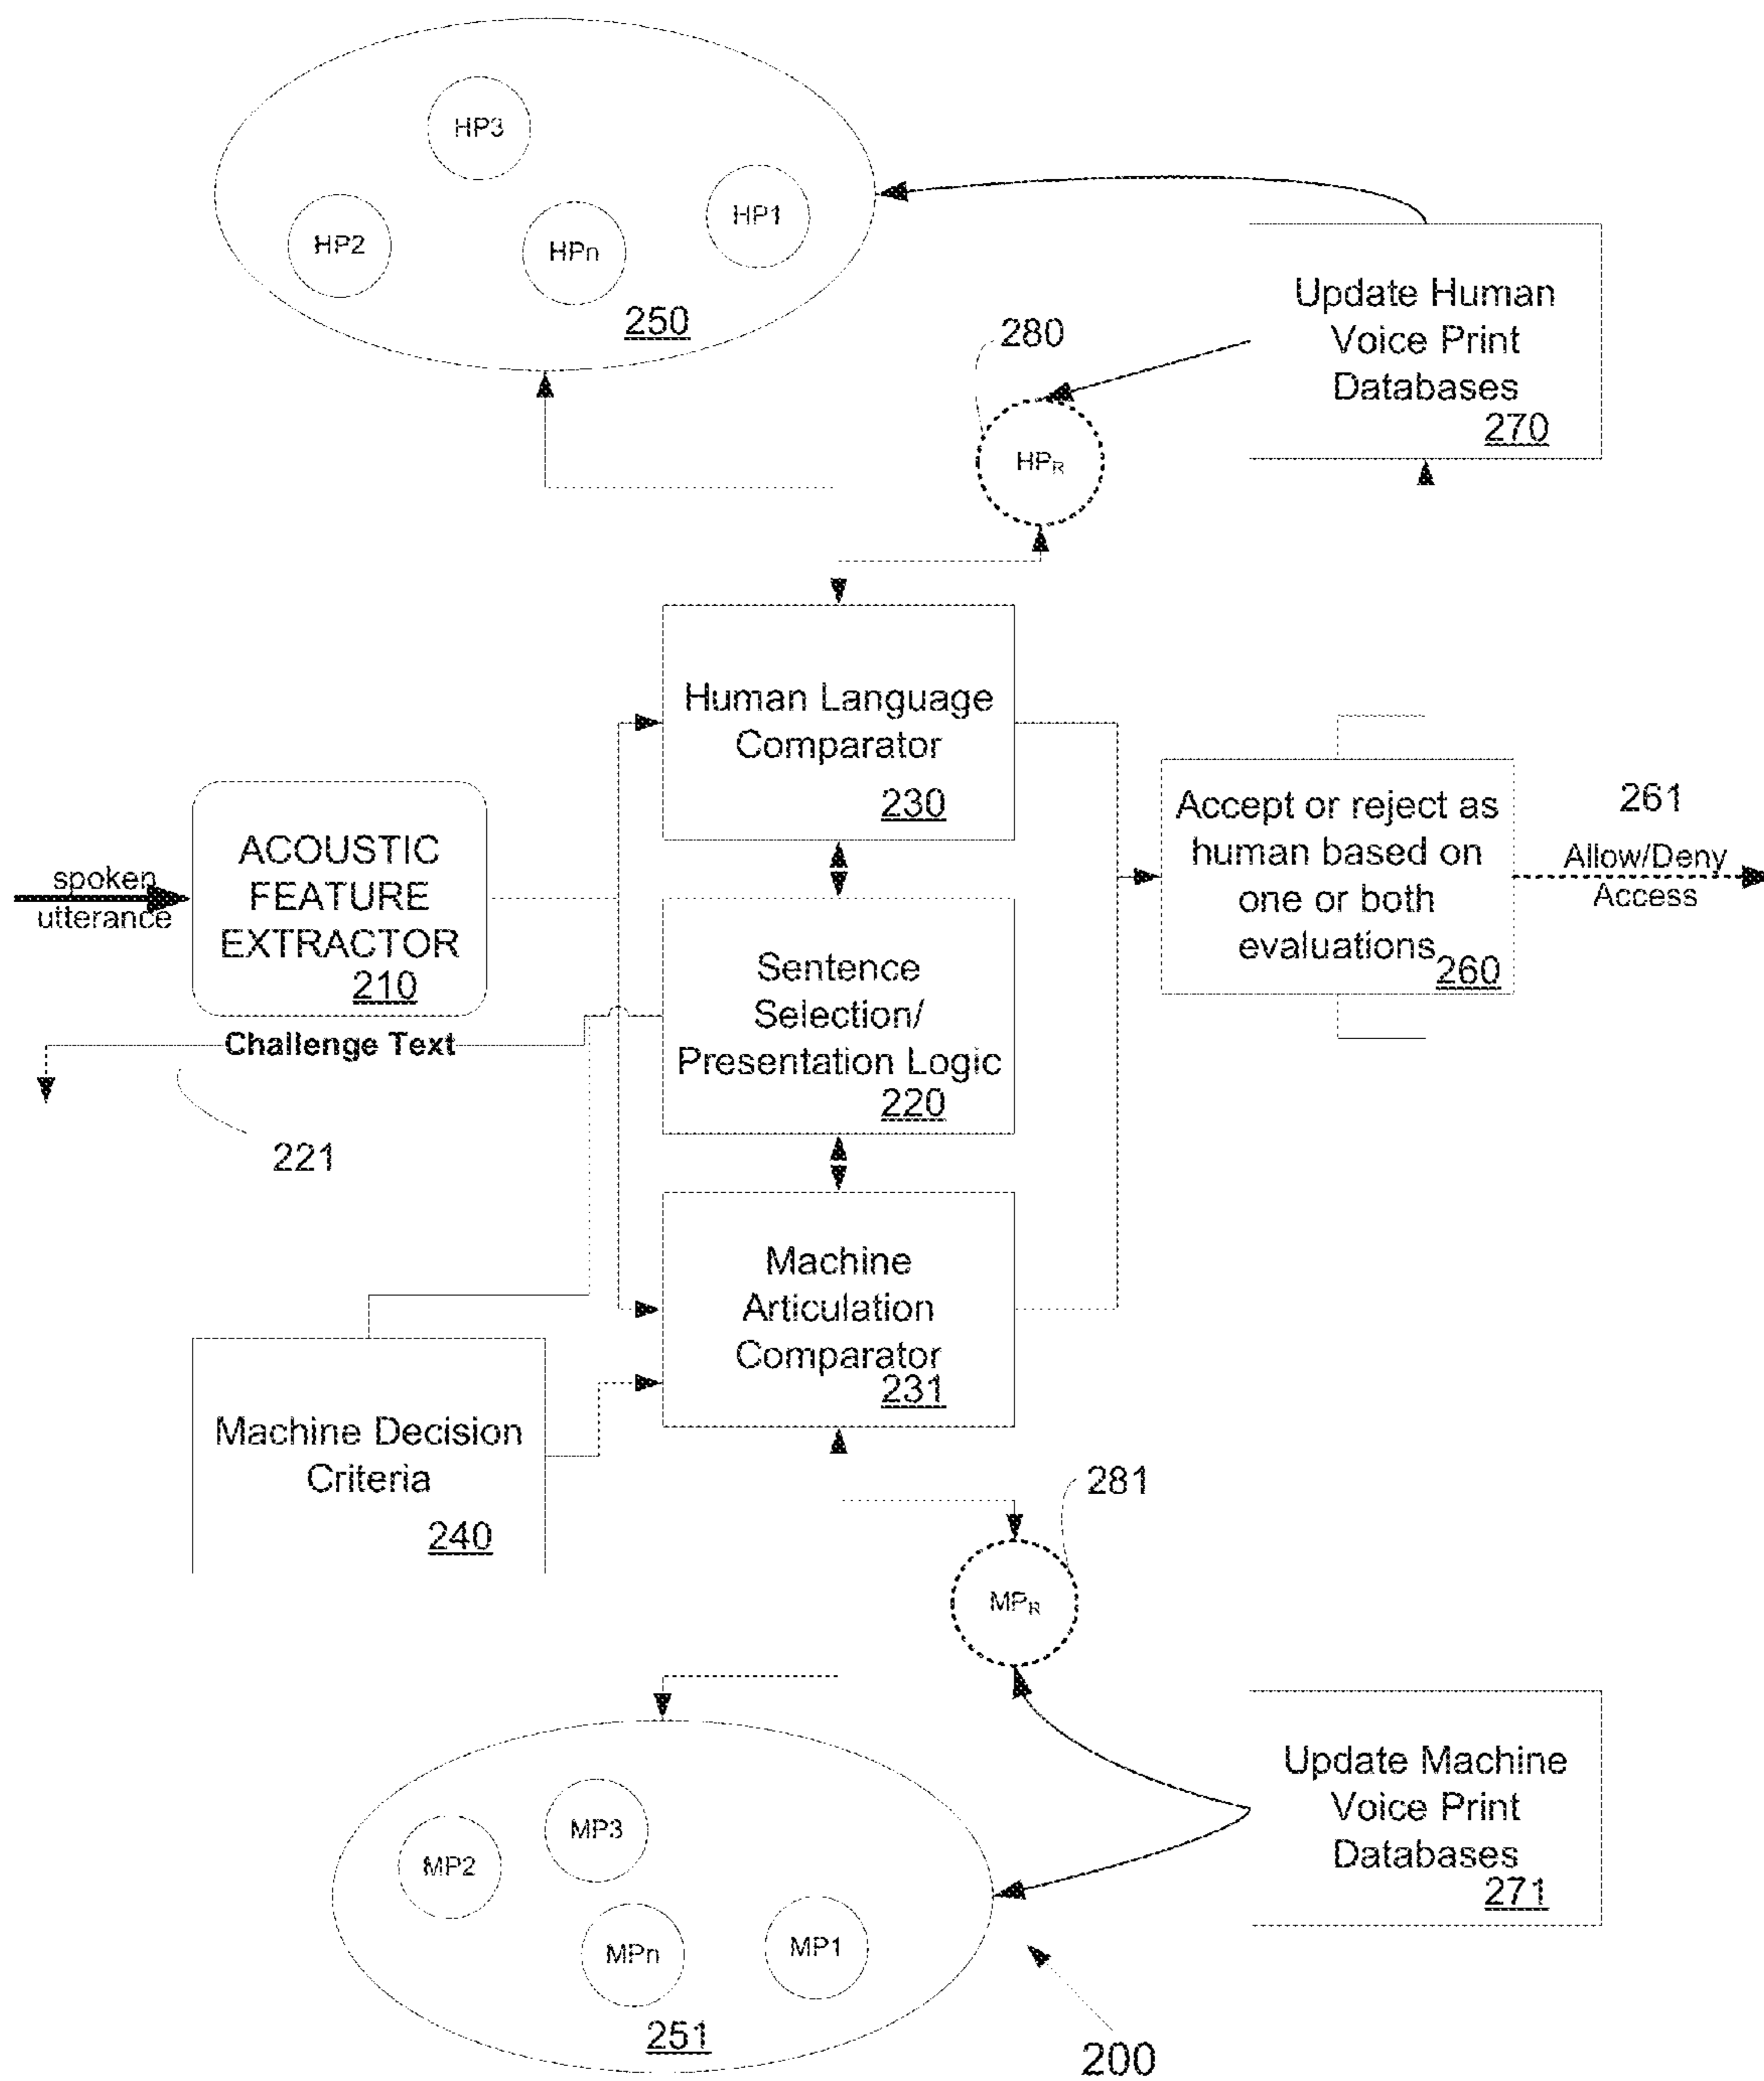 HP3
HP1
HP2
HPn
250
Update Human
Voice Print
Databases
270
280
HPR
Human Language
Comparator
230
spoken
utterance
ACOUSTIC
FEATURE
EXTRACTOR
210
Challenge Text
221
Sentence
Selection/
Presentation Logic
220
Accept or reject as
human based on
one or both
evaluations
260
261
Allow/Deny
Access
Machine
Articulation
Comparator
231
Machine Decision
Criteria
240
281
MPR
Update Machine
Voice Print
Databases
271
MP3
MP2
MPn
MP1
251
200